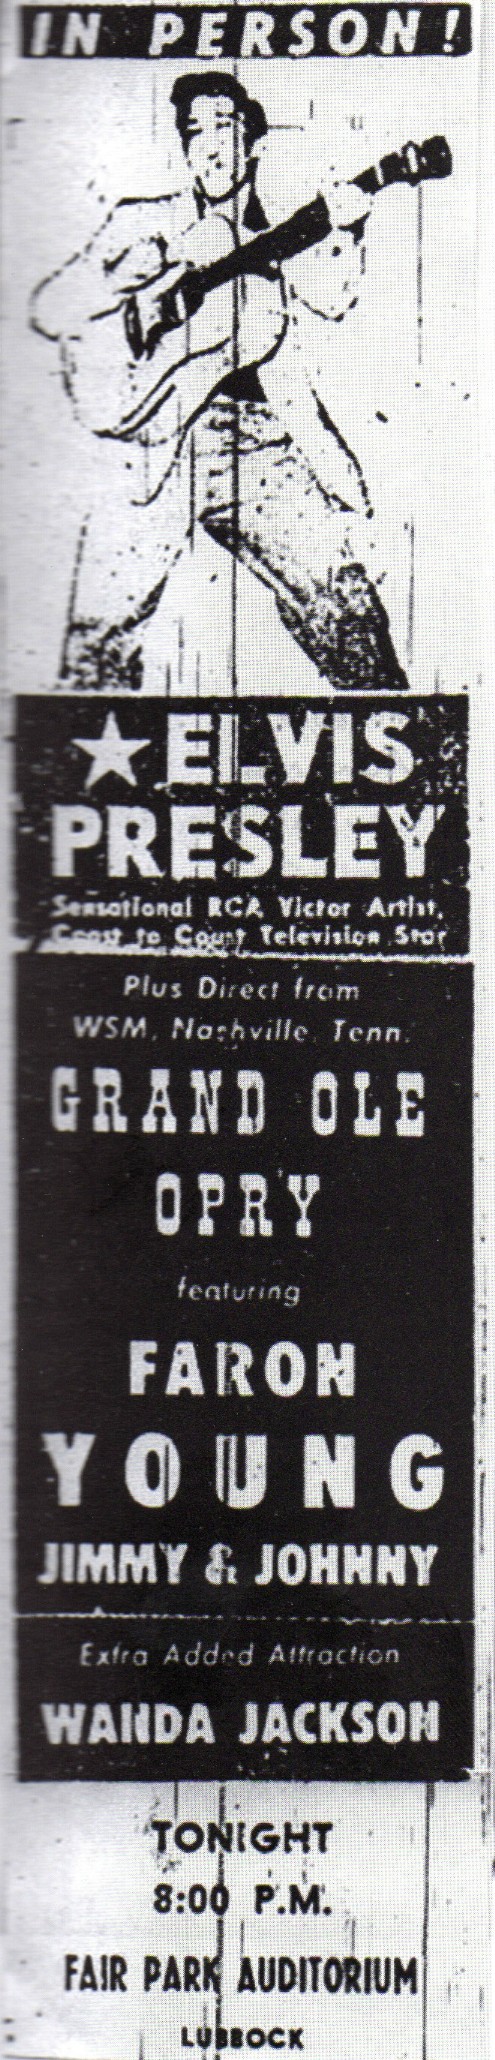 IN PERSON!
★ELVIS
PRESLEY
Sensational RCA Victor Artist,
Coast to Coast Television Star
Plus Direct from
WSM, Nashville, Tenn.
GRAND OLE
OPRY
featuring
FARON
YOUNG
JIMMY & JOHNNY
Extra Added Attraction
WANDA JACKSON
TONIGHT
8:00 P.M.
FAIR PARK AUDITORIUM
LUBBOCK